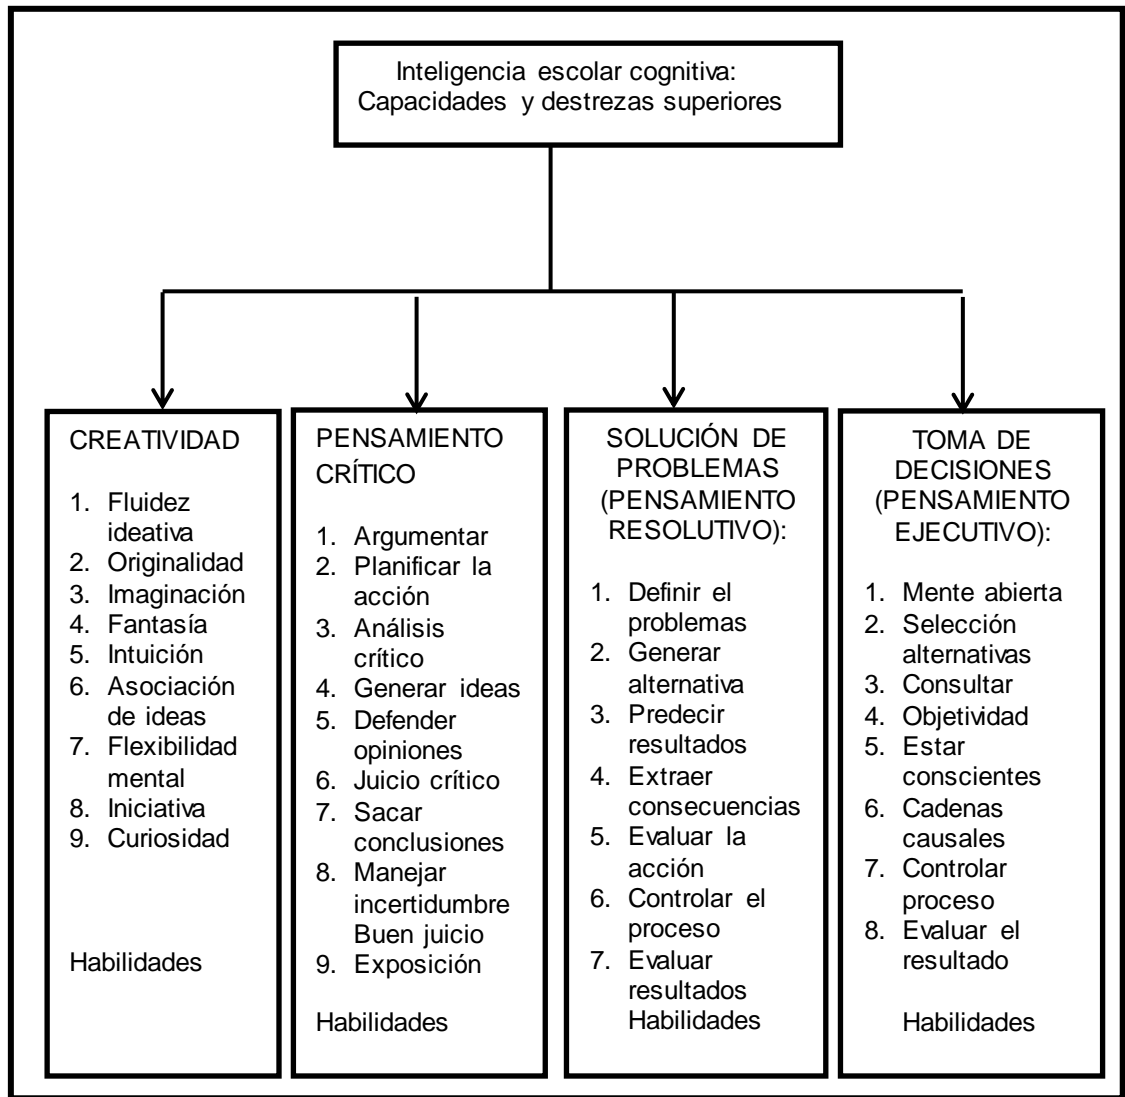 Inteligencia escolar cognitiva:
Capacidades y destrezas superiores
CREATIVIDAD
1. Fluidez
ideativa
2. Originalidad
3. Imaginación
4. Fantasía
5. Intuición
6. Asociación
de ideas
7. Flexibilidad
mental
8. Iniciativa
9. Curiosidad
Habilidades
PENSAMIENTO
CRÍTICO
1. Argumentar
2. Planificar la
acción
3. Análisis
crítico
4. Generar ideas
5. Defender
opiniones
6. Juicio crítico
7. Sacar
conclusiones
8. Manejar
incertidumbre
Buen juicio
9. Exposición
Habilidades
SOLUCIÓN DE
PROBLEMAS
(PENSAMIENTO
RESOLUTIVO):
1. Definir el
problemas
2. Generar
alternativa
3. Predecir
resultados
4. Extraer
consecuencias
5. Evaluar la
acción
6. Controlar el
proceso
7. Evaluar
resultados
Habilidades
TOMA DE
DECISIONES
(PENSAMIENTO
EJECUTIVO):
1. Mente abierta
2. Selección
alternativas
3. Consultar
4. Objetividad
5. Estar
conscientes
6. Cadenas
causales
7. Controlar
proceso
8. Evaluar el
resultado
Habilidades